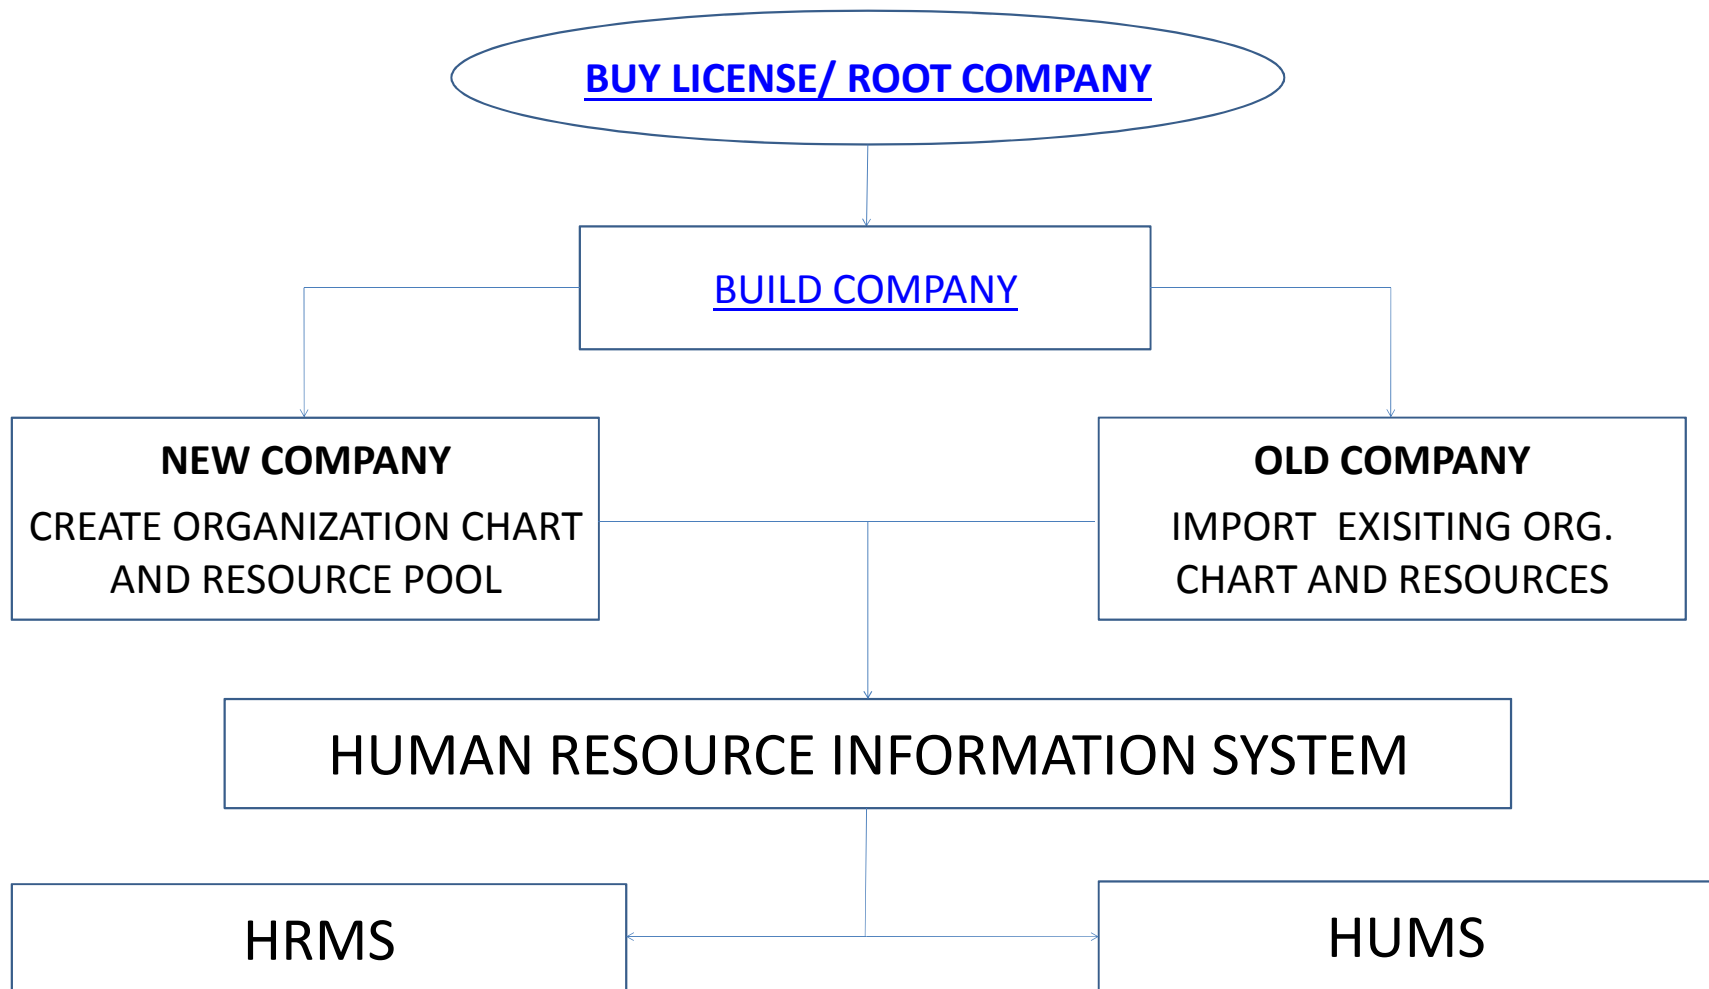 BUY LICENSE/ ROOT COMPANY
BUILD COMPANY
NEW COMPANY
CREATE ORGANIZATION CHART
AND RESOURCE POOL
OLD COMPANY
IMPORT  EXISITING ORG.
CHART AND RESOURCES
HUMAN RESOURCE INFORMATION SYSTEM
HRMS
HUMS